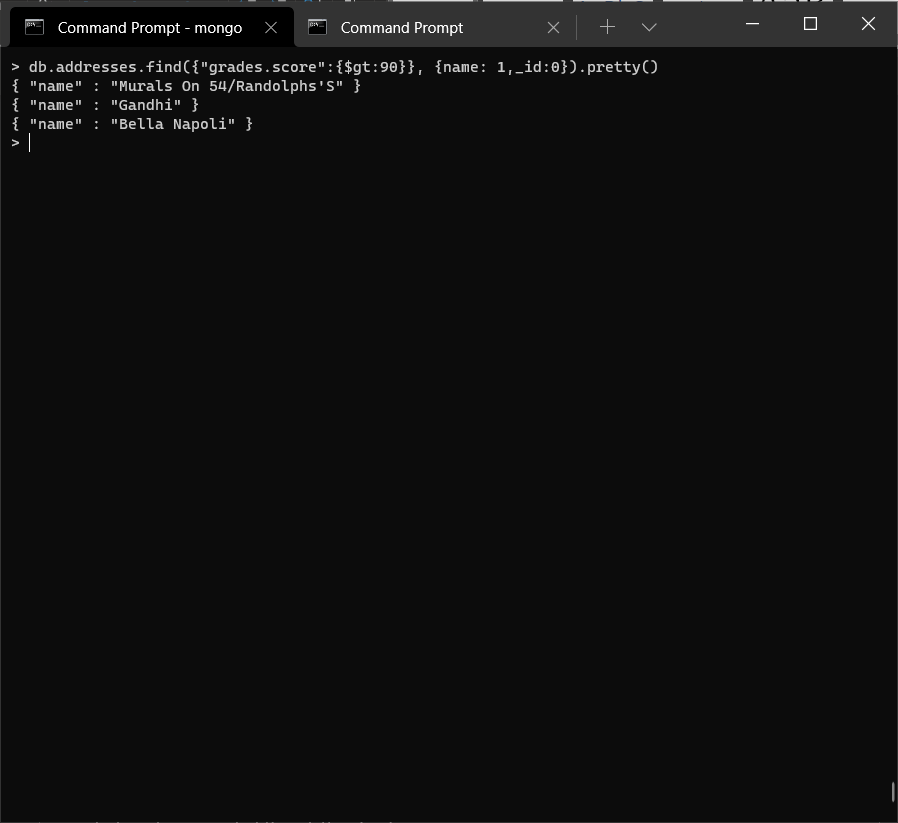 Command Prompt - mongo
Command Prompt
> db.addresses.find({"grades.score":{$gt:90}}, {name: 1,_id:0}).pretty()
{ "name" : "Murals On 54/Randolphs'S" }
{ "name" : "Gandhi" }
{ "name" : "Bella Napoli" }
>